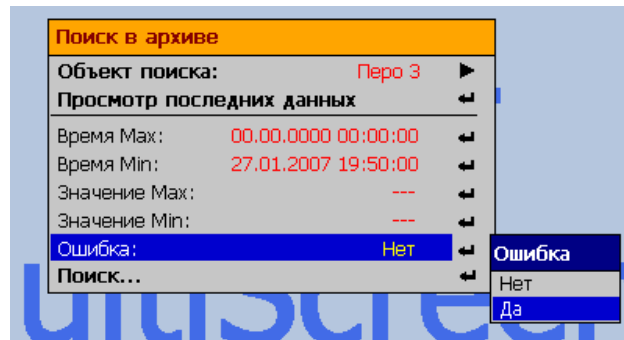 Поиск в архиве
Объект поиска: Перо 3
Просмотр последних данных
Время Max: 00.00.0000 00:00:00
Время Min: 27.01.2007 19:50:00
Значение Max: ---
Значение Min: ---
Ошибка: Нет
Поиск...
Ошибка
Нет
Да